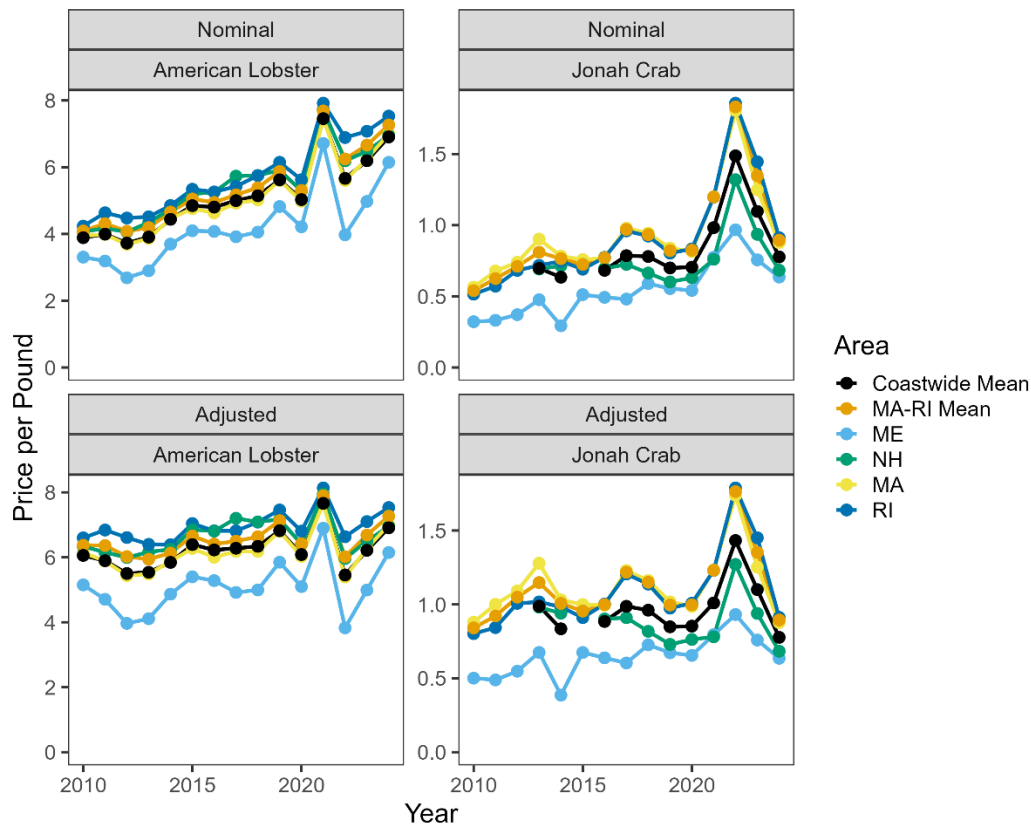 Nominal
Nominal
American Lobster
Jonah Crab
8
6
4
2
0
1.5
1.0
0.5
0.0
Adjusted
Adjusted
American Lobster
Jonah Crab
8
6
4
2
0
1.5
1.0
0.5
0.0
2010
2015
2020
2010
2015
2020
Price per Pound
Year
Area
Coastwide Mean
MA-RI Mean
ME
NH
MA
RI